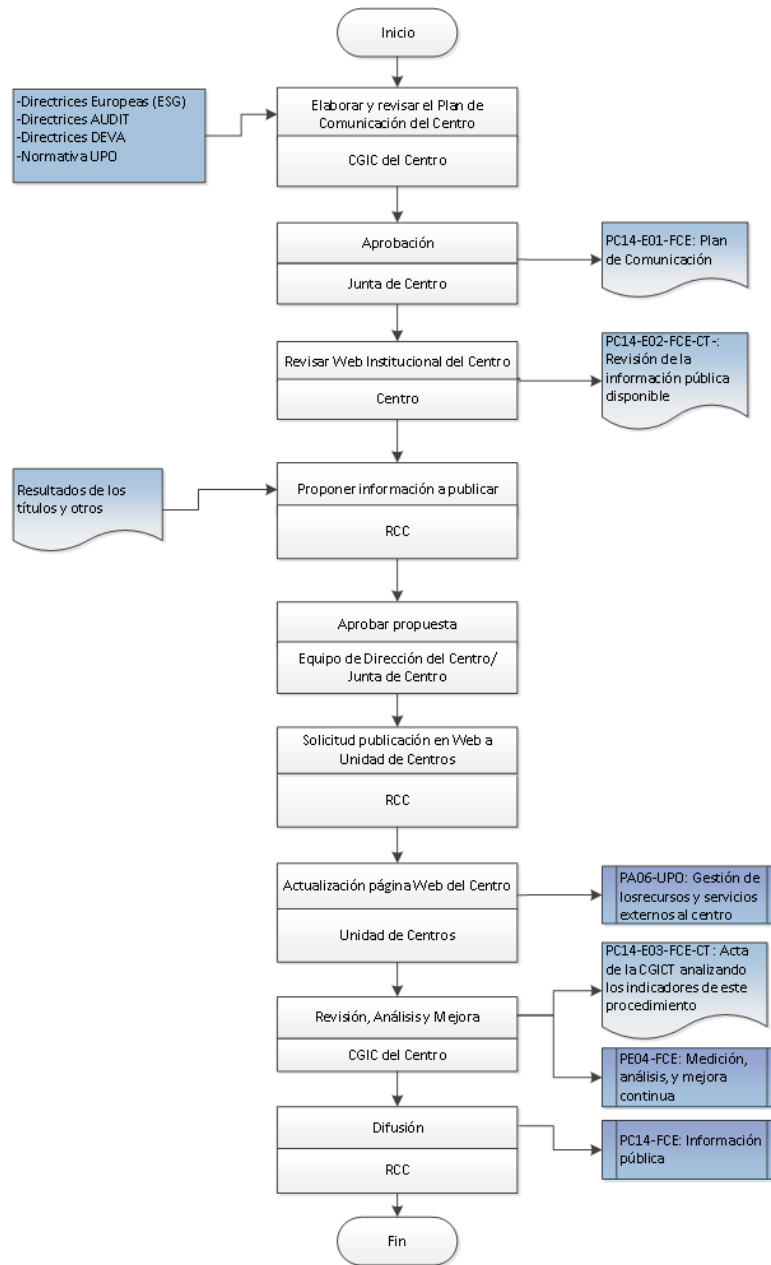 Inicio
-Directrices Europeas (ESG)
-Directrices AUDIT
-Directrices DEVA
-Normativa UPO
Elaborar y revisar el Plan de
Comunicación del Centro
CGIC del Centro
Aprobación
Junta de Centro
PC14-E01-FCE: Plan
de Comunicación
Revisar Web Institucional del Centro
Centro
PC14-E02-FCE-CT-:
Revisión de la
información pública
disponible
Resultados de los
títulos y otros
Proponer información a publicar
RCC
Aprobar propuesta
Equipo de Dirección del Centro/
Junta de Centro
Solicitud publicación en Web a
Unidad de Centros
RCC
Actualización página Web del Centro
Unidad de Centros
PA06-UPO: Gestión de
losrecursos y servicios
externos al centro
Revisión, Análisis y Mejora
CGIC del Centro
PC14-E03-FCE-CT: Acta
de la CGICT analizando
los indicadores de este
procedimiento
PE04-FCE: Medición,
análisis, y mejora
continua
Difusión
RCC
PC14-FCE: Información
pública
Fin